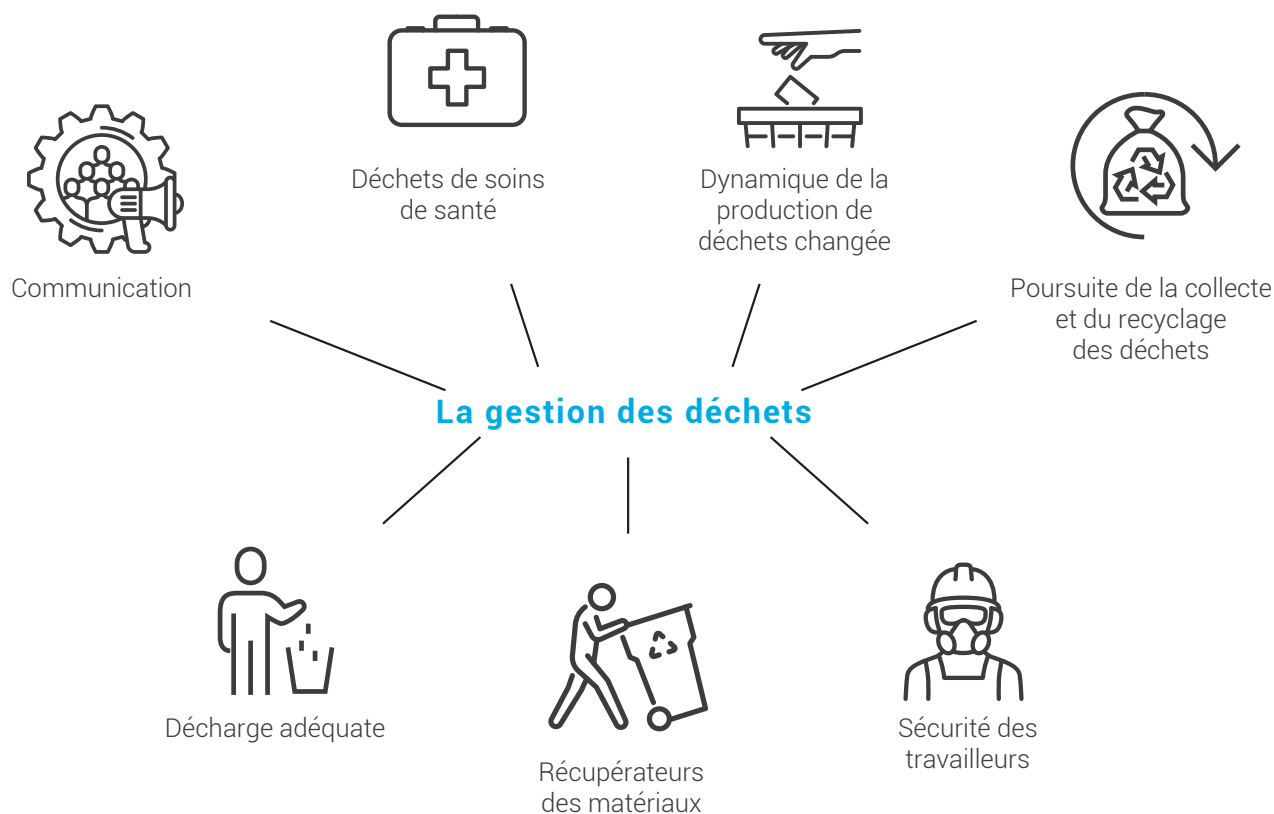 Déchets de soins
de santé
Dynamique de la
production de
déchets changée
Communication
Poursuite de la collecte
et du recyclage
des déchets
La gestion des déchets
Décharge adéquate
Récupérateurs
des matériaux
Sécurité des
travailleurs